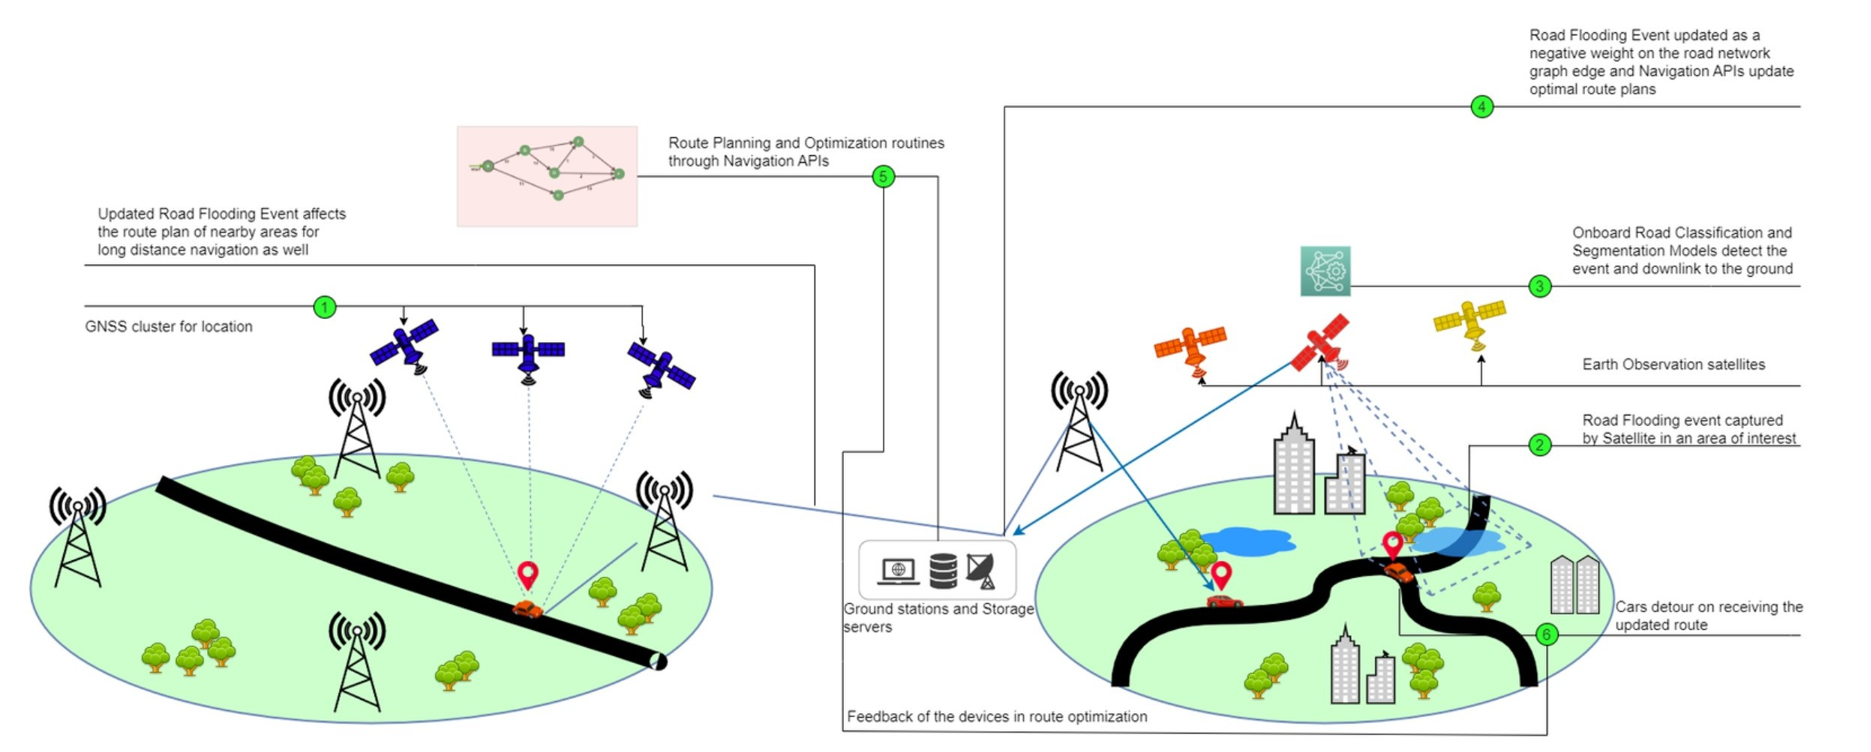 Road Flooding Event updated as a
negative weight on the road network
graph edge and Navigation APIs update
optimal route plans
4
Route Planning and Optimization routines
through Navigation APIs
5
Updated Road Flooding Event affects
the route plan of nearby areas for
long distance navigation as well
Onboard Road Classification and
Segmentation Models detect the
event and downlink to the ground
3
1
GNSS cluster for location
Earth Observation satellites
Road Flooding event captured
by Satellite in an area of interest
2
Ground stations and Storage
servers
Cars detour on receiving the
updated route
6
Feedback of the devices in route optimization